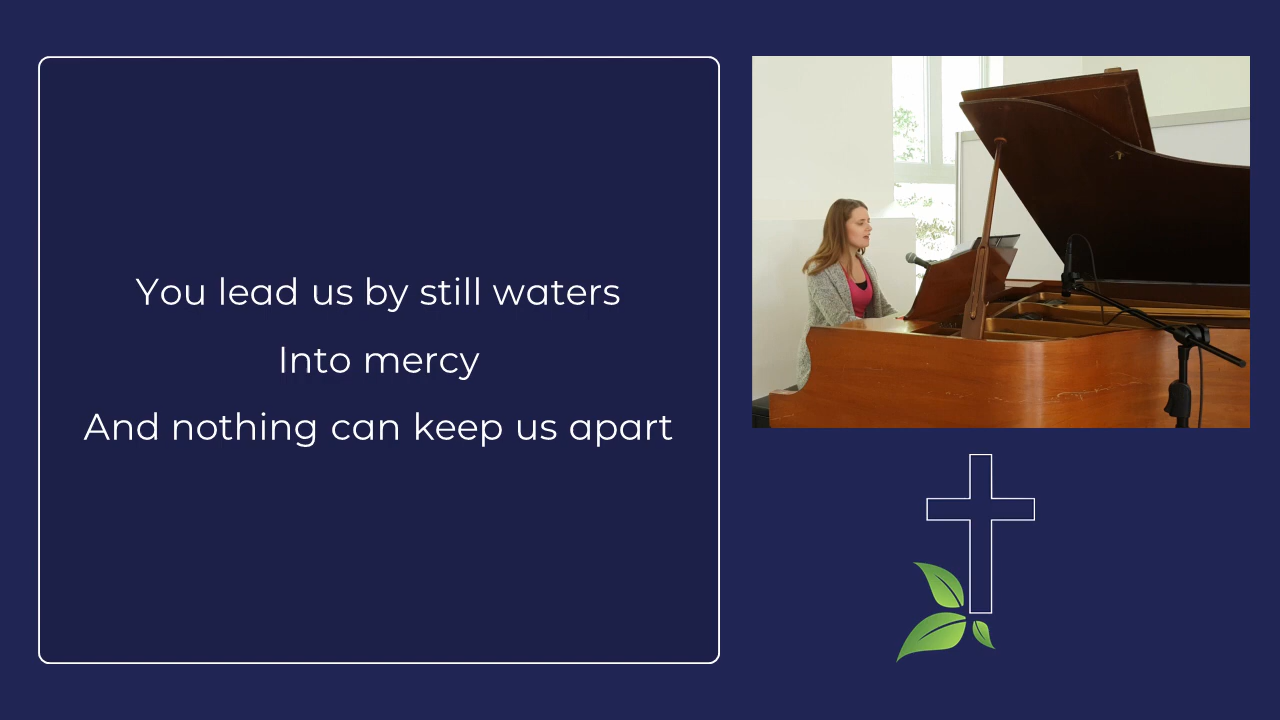 You lead us by still waters
Into mercy
And nothing can keep us apart